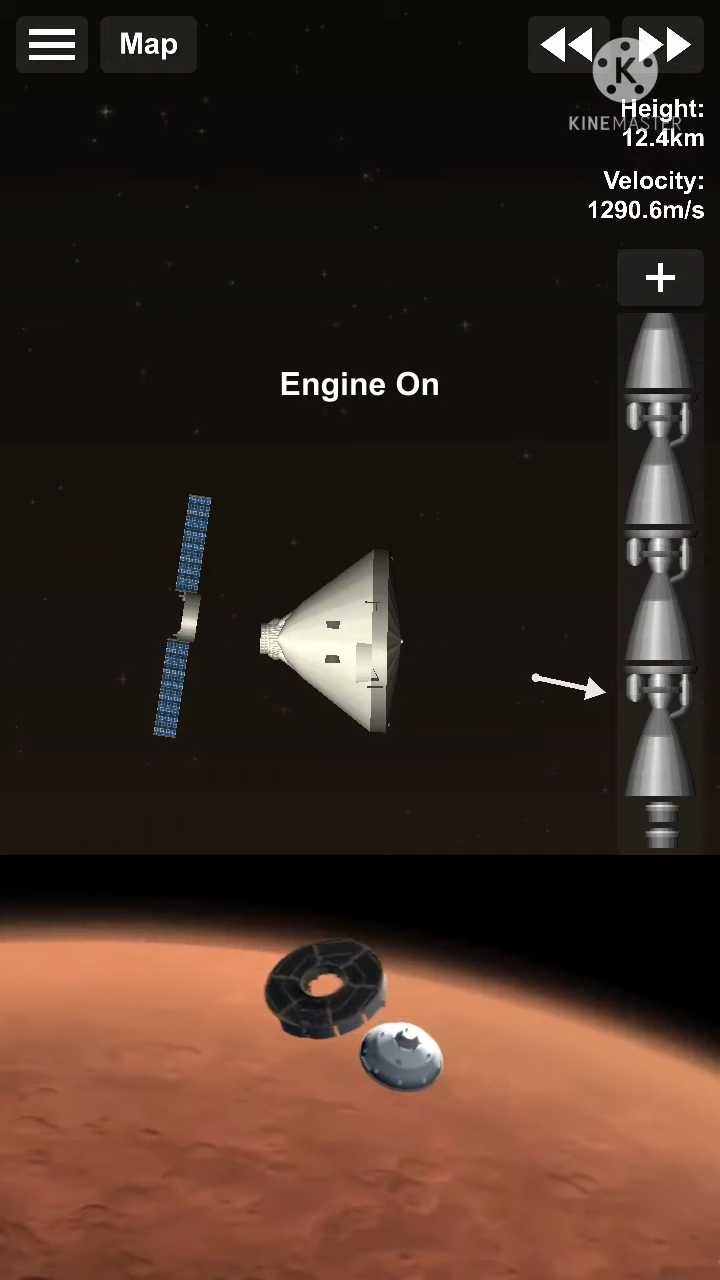 Map
K
KINEMASTER
Height:
12.4km
Velocity:
1290.6m/s
+
Engine On